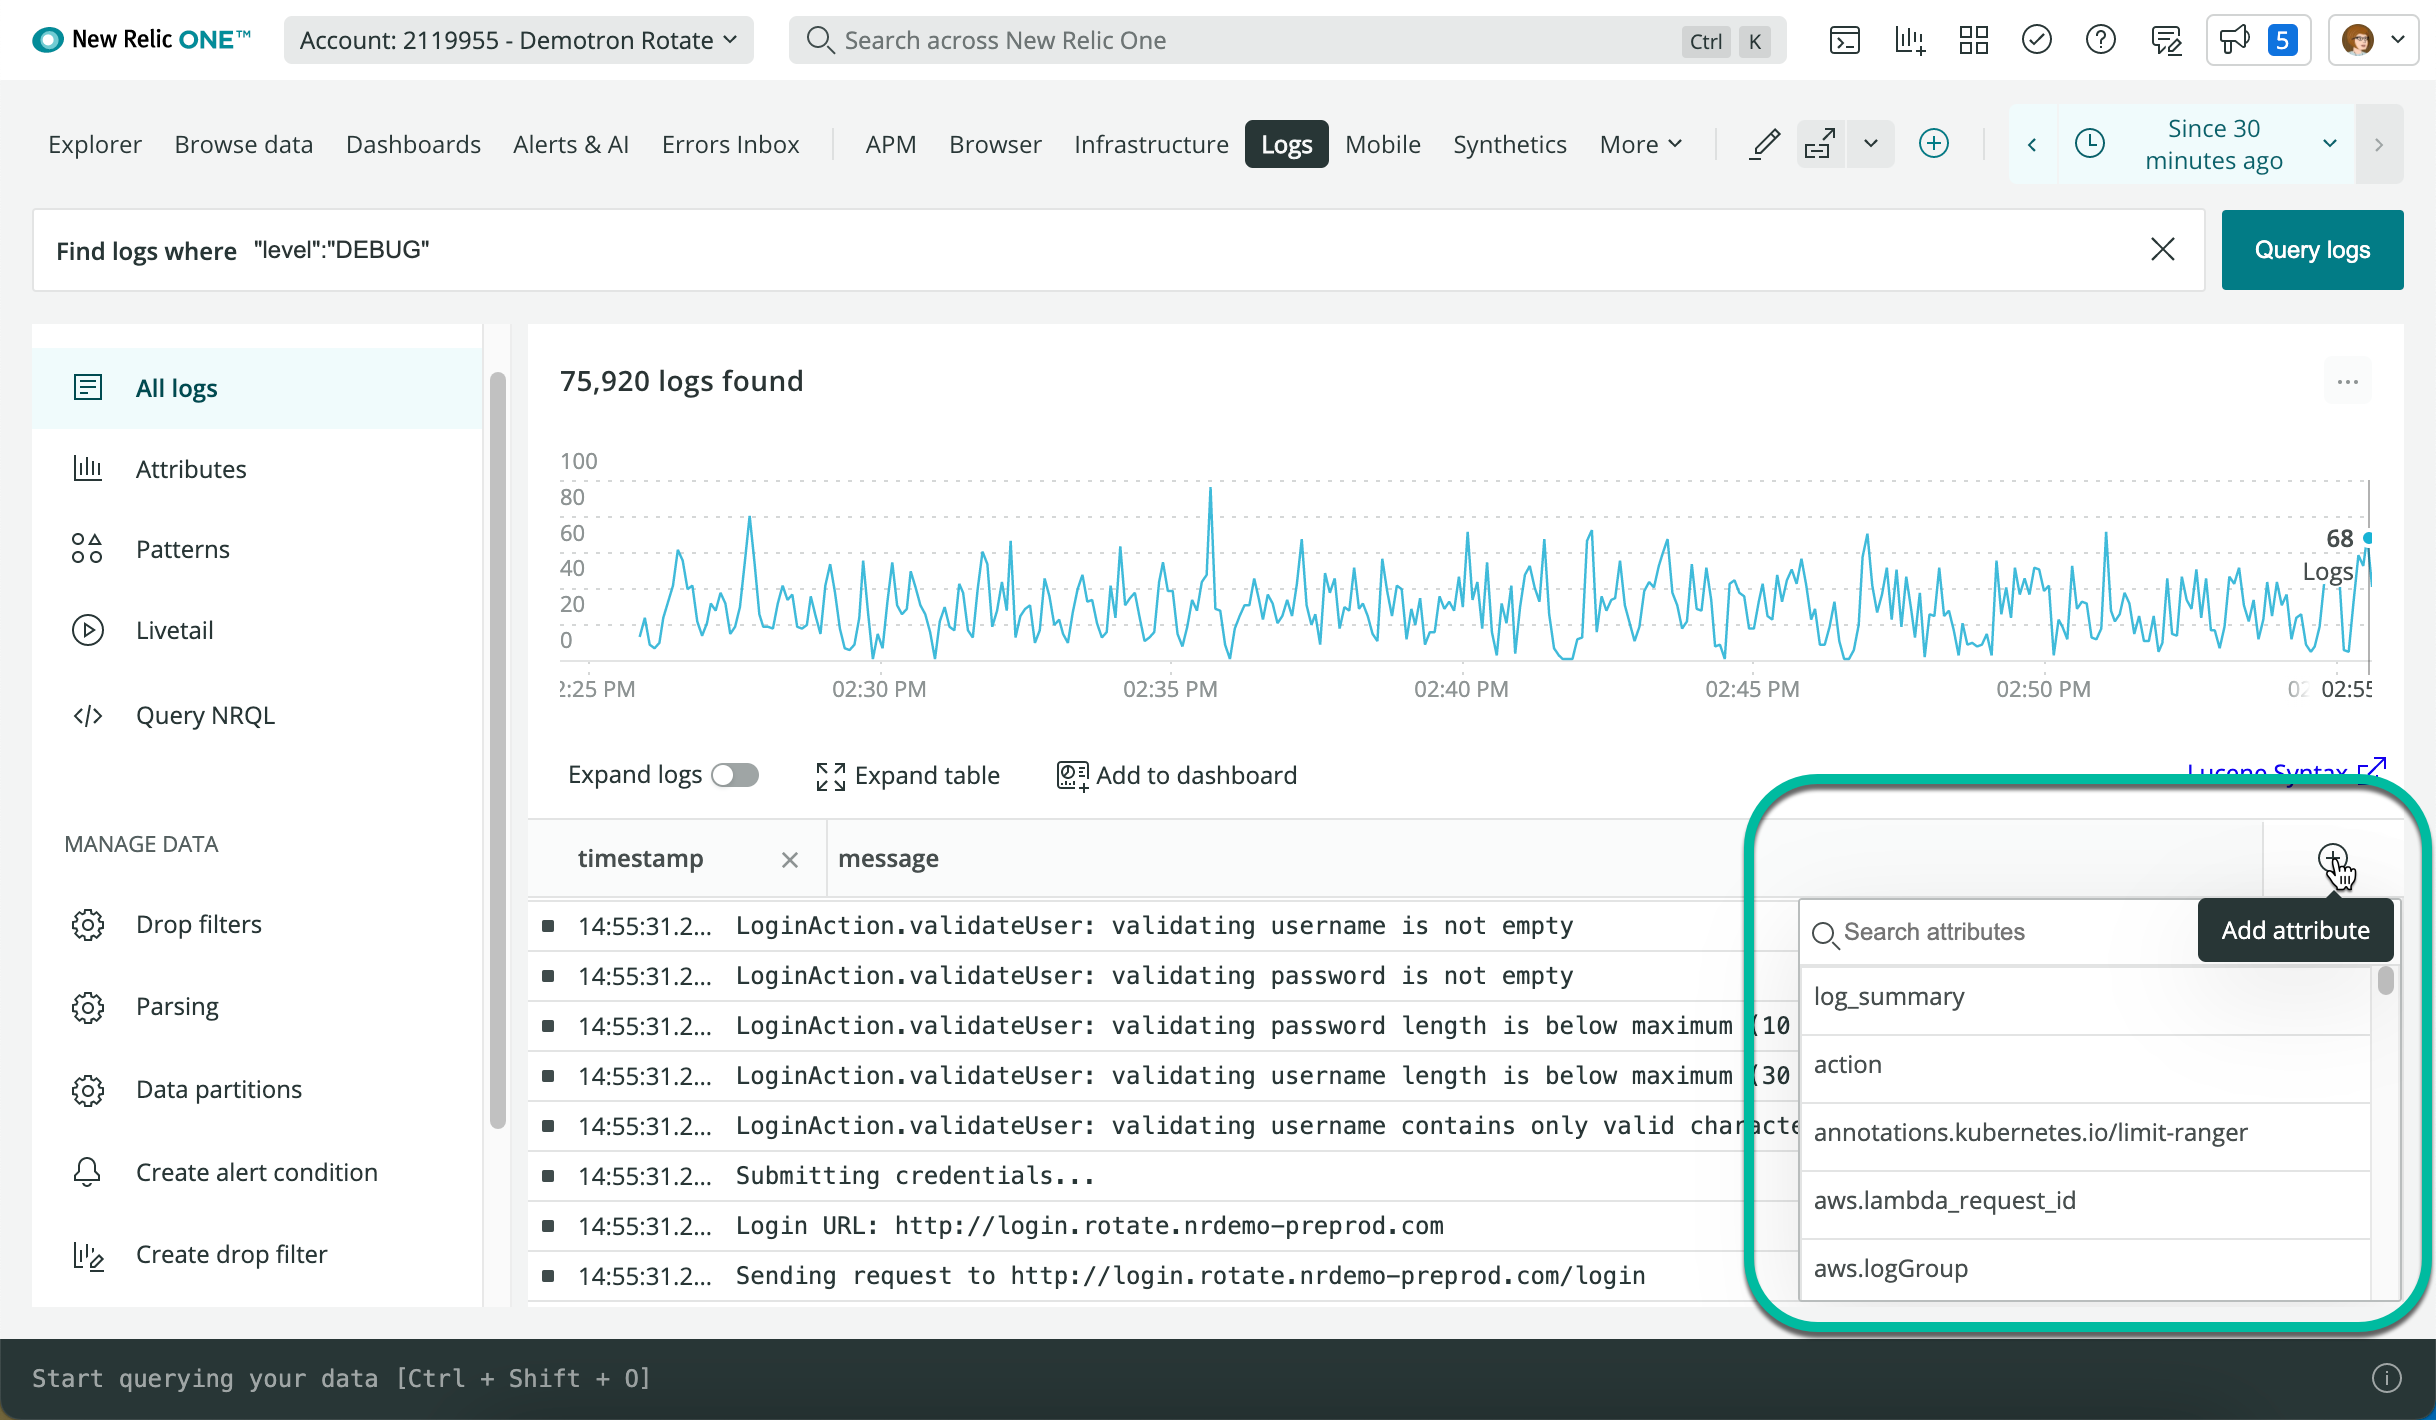 New Relic ONE™ Account: 2119955 - Demotron Rotate Search across New Relic One Ctrl K 5
Explorer Browse data Dashboards Alerts & AI Errors Inbox APM Browser Infrastructure Logs Mobile Synthetics More Since 30
minutes ago
Find logs where "level":"DEBUG" Query logs
All logs
Attributes
Patterns
Livetail
Query NRQL
MANAGE DATA
Drop filters
Parsing
Data partitions
Create alert condition
Create drop filter
75,920 logs found
100
80
60
40
20
0
68
Logs
2:25 PM 02:30 PM 02:35 PM 02:40 PM 02:45 PM 02:50 PM 02:55
Expand logs Expand table Add to dashboard Lucene Syntax
timestamp message
14:55:31.2... LoginAction.validateUser: validating username is not empty
14:55:31.2... LoginAction.validateUser: validating password is not empty
14:55:31.2... LoginAction.validateUser: validating password length is below maximum (10
14:55:31.2... LoginAction.validateUser: validating username length is below maximum (30
14:55:31.2... LoginAction.validateUser: validating username contains only valid characte
14:55:31.2... Submitting credentials...
14:55:31.2... Login URL: http://login.rotate.nrdemo-preprod.com
14:55:31.2... Sending request to http://login.rotate.nrdemo-preprod.com/login
Search attributes Add attribute
log_summary
action
annotations.kubernetes.io/limit-ranger
aws.lambda_request_id
aws.logGroup
Start querying your data [Ctrl + Shift + O]